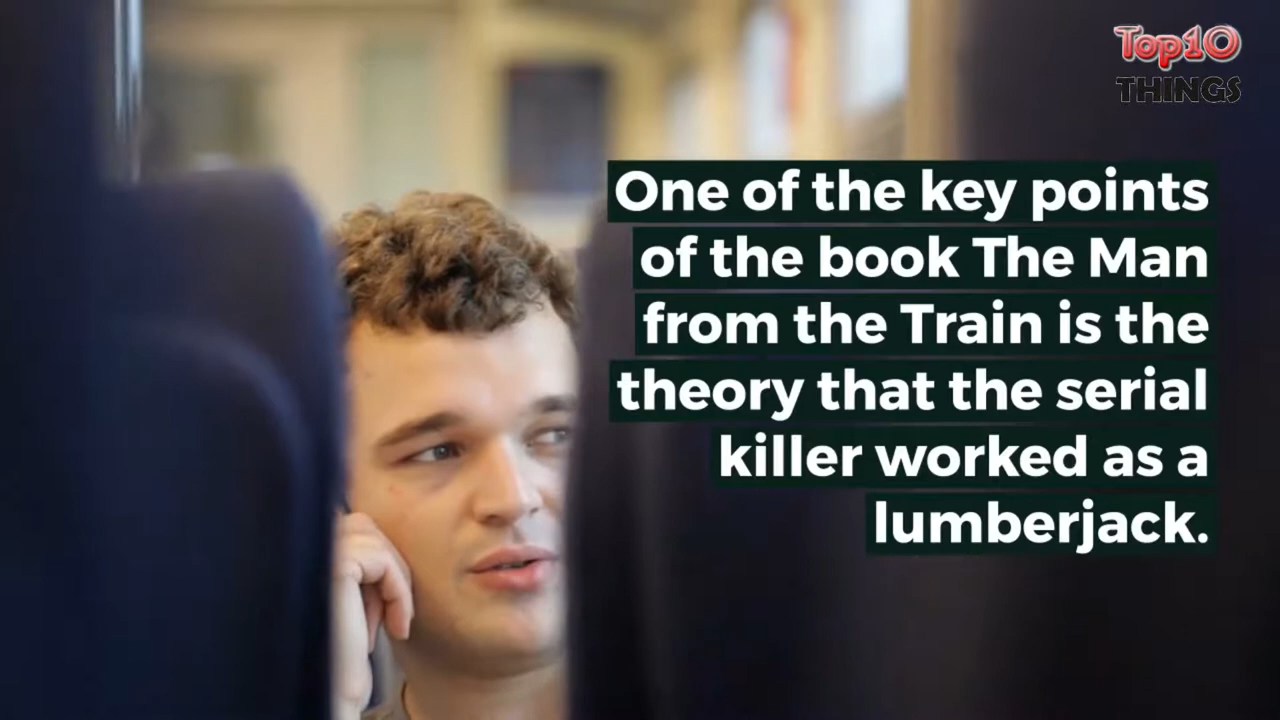 Top10
THINGS
One of the key points
of the book The Man
from the Train is the
theory that the serial
killer worked as a
lumberjack.